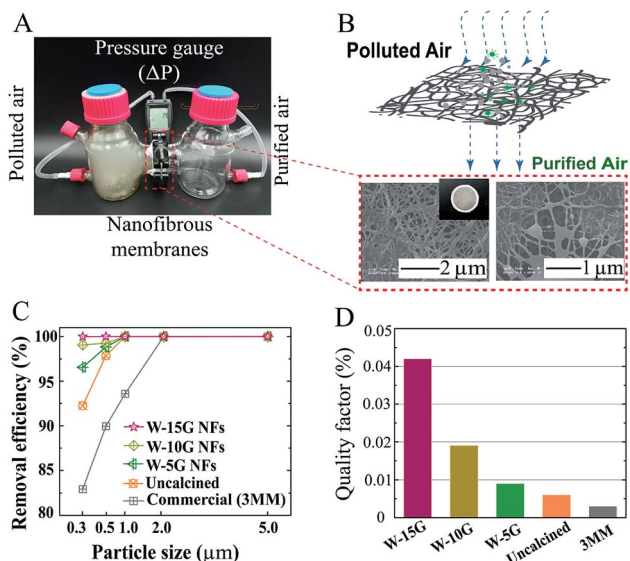 A
Pressure gauge
(ΔP)
Polluted air
Purified air
Nanofibrous
membranes
B
Polluted Air
Purified Air
2 μm
1 μm
C
Removal efficiency (%)
100
95
90
85
80
W-15G NFs
W-10G NFs
W-5G NFs
Uncalcined
Commercial (3MM)
0.3
0.5
1.0
2.0
5.0
Particle size (μm)
D
Quality factor (%)
0.05
0.04
0.03
0.02
0.01
0.00
W-15G
W-10G
W-5G
Uncalcined
3MM